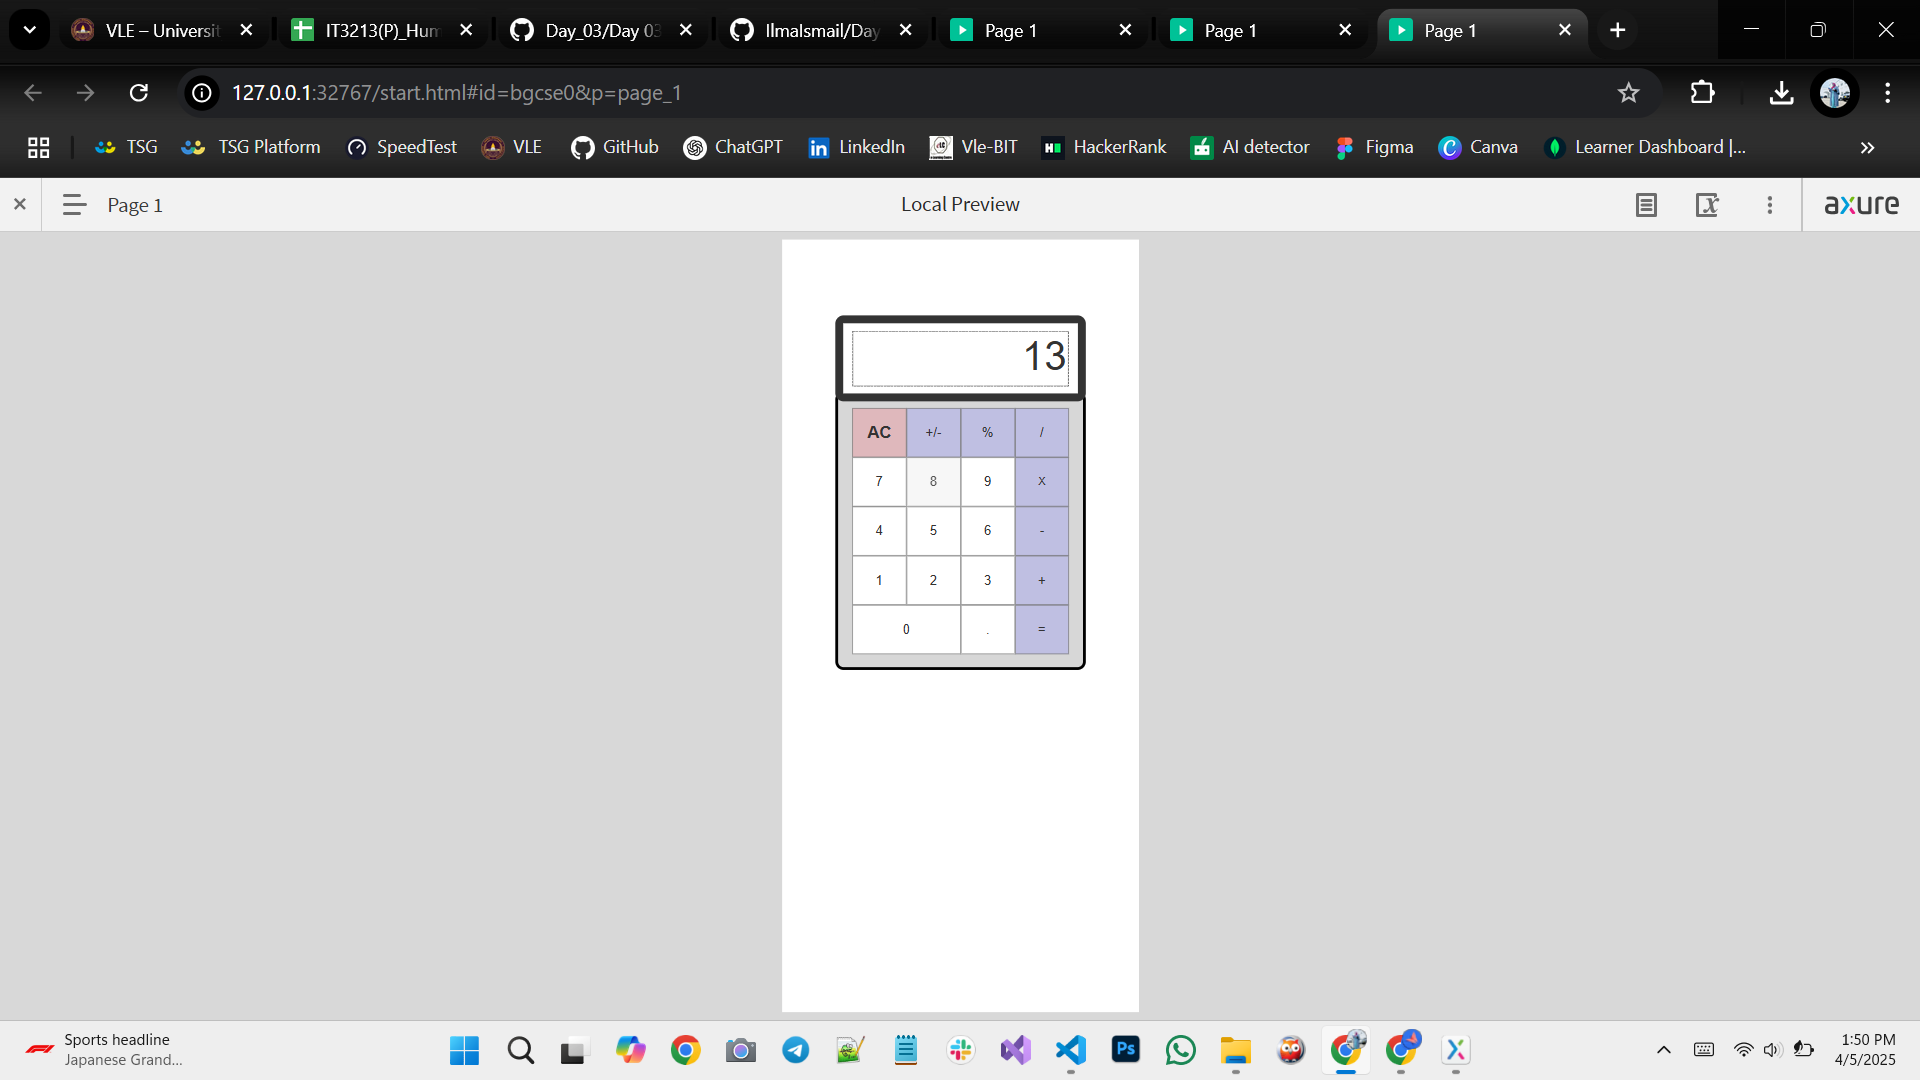 VLE – Universit
IT3213(P)_Hum
Day_03/Day 03
IlmaIsmail/Day
Page 1
Page 1
Page 1
127.0.0.1:32767/start.html#id=bgcse0&p=page_1
TSG
TSG Platform
SpeedTest
VLE
GitHub
ChatGPT
LinkedIn
Vle-BIT
HackerRank
AI detector
Figma
Canva
Learner Dashboard |...
Page 1
Local Preview
axure
13
AC +/- % /
7 8 9 X
4 5 6 -
1 2 3 +
0 . =
Sports headline
Japanese Grand...
1:50 PM
4/5/2025